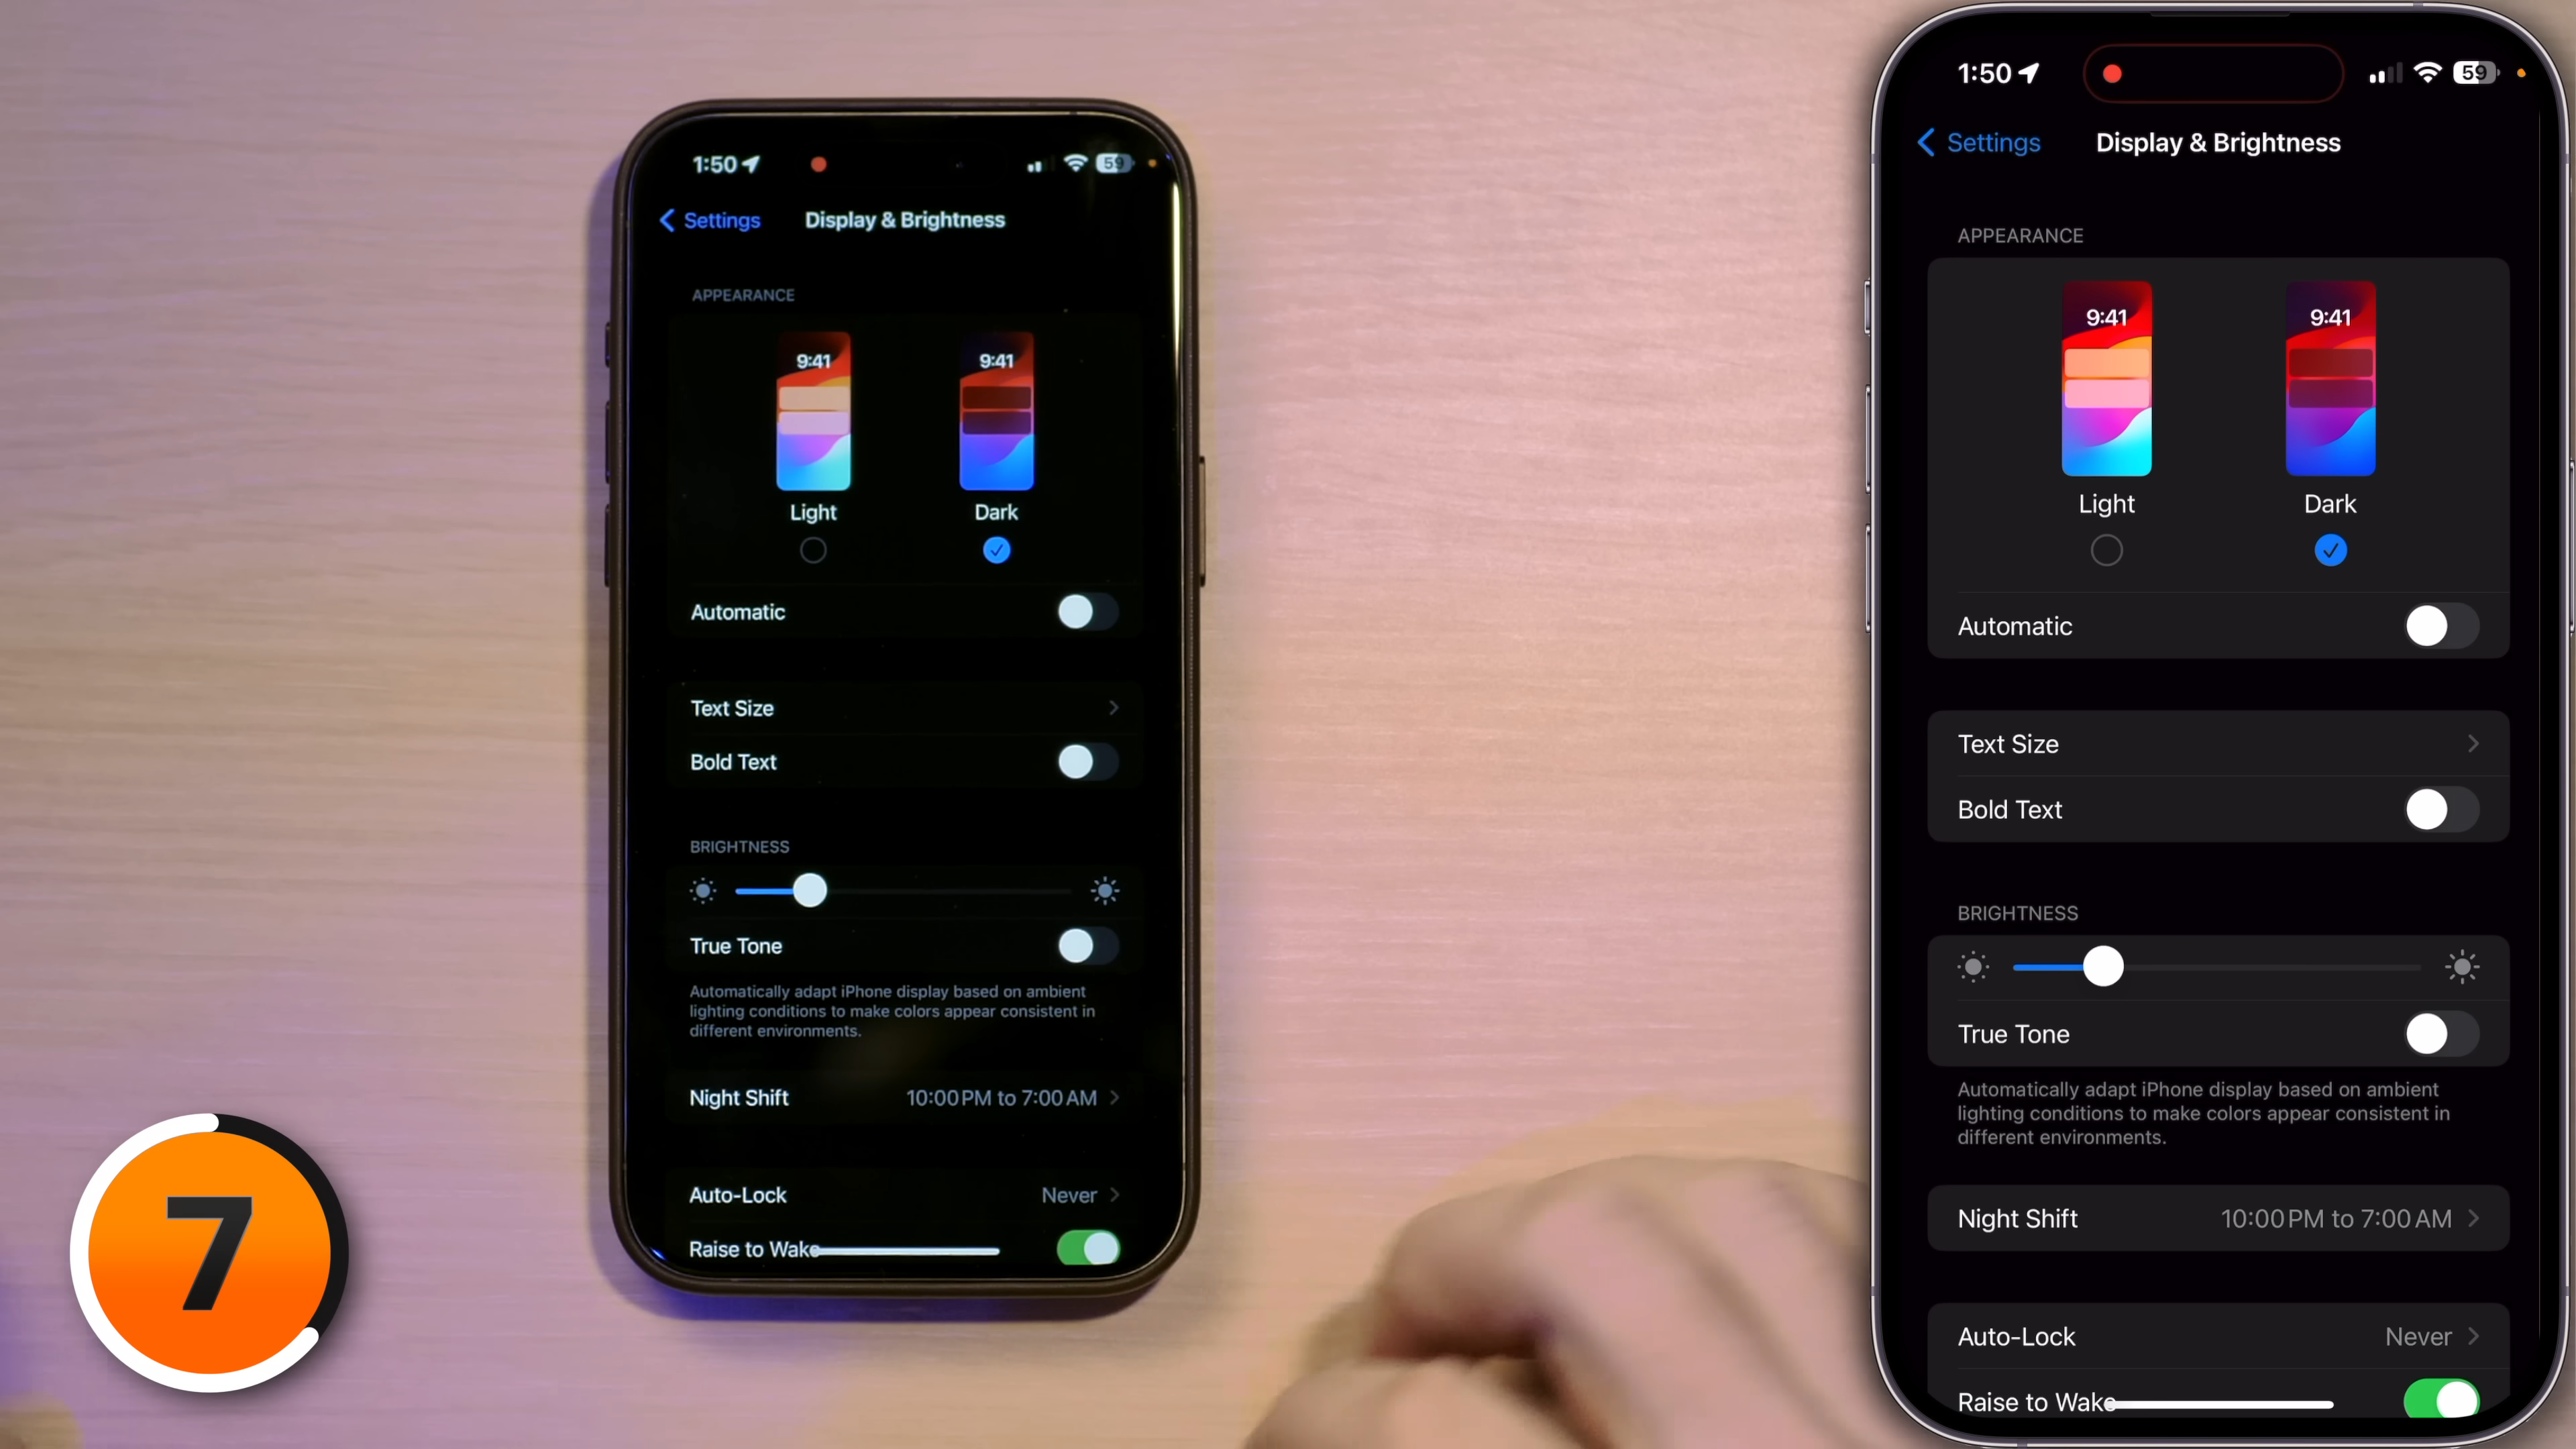 1:50
59
Settings
Display & Brightness
APPEARANCE
9:41
9:41
Light
Dark
Automatic
Text Size
Bold Text
BRIGHTNESS
True Tone
Automatically adapt iPhone display based on ambient
lighting conditions to make colors appear consistent in
different environments.
Night Shift
10:00 PM to 7:00 AM
Auto-Lock
Never
Raise to Wake
7
1:50
59
Settings
Display & Brightness
APPEARANCE
9:41
9:41
Light
Dark
Automatic
Text Size
Bold Text
BRIGHTNESS
True Tone
Automatically adapt iPhone display based on ambient
lighting conditions to make colors appear consistent in
different environments.
Night Shift
10:00 PM to 7:00 AM
Auto-Lock
Never
Raise to Wake